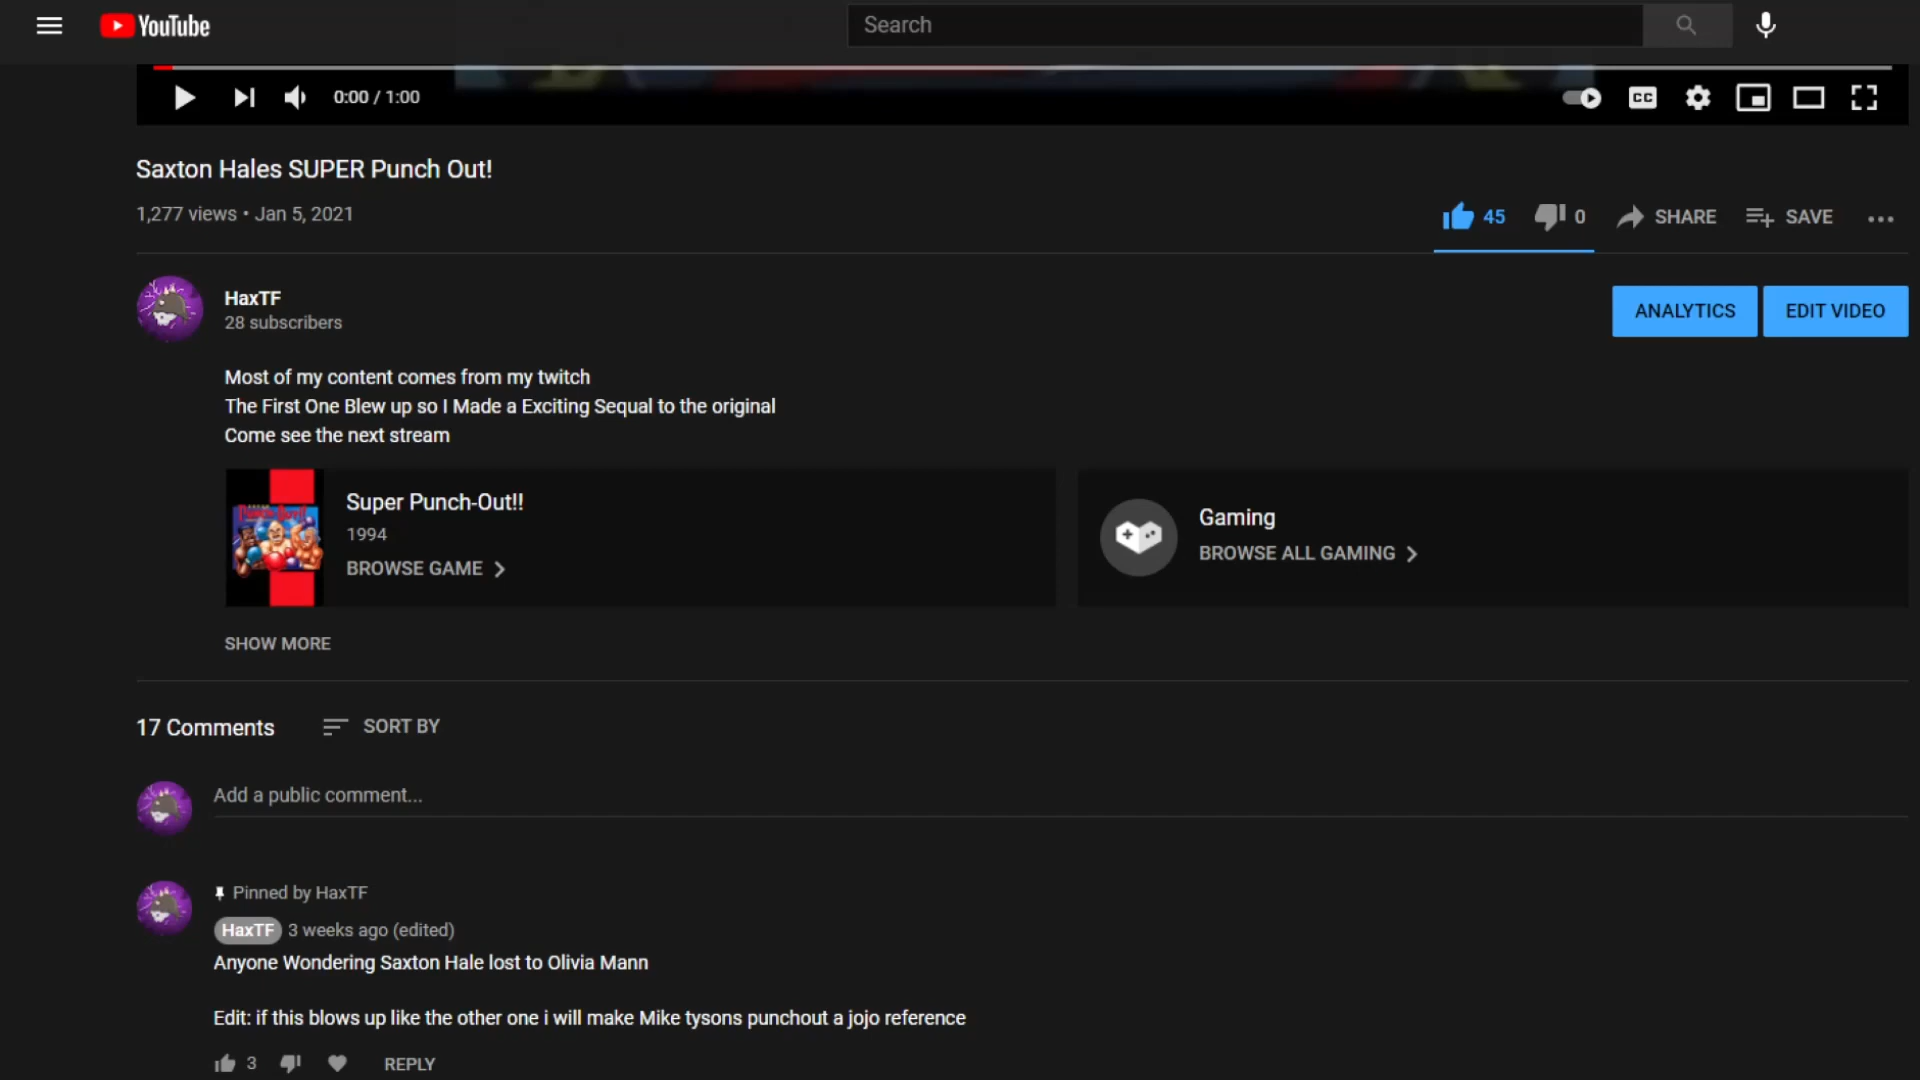 YouTube
Search
0:00 / 1:00
CC
Saxton Hales SUPER Punch Out!
1,277 views • Jan 5, 2021
45
0
SHARE
SAVE
HaxTF
28 subscribers
ANALYTICS
EDIT VIDEO
Most of my content comes from my twitch
The First One Blew up so I Made a Exciting Sequal to the original
Come see the next stream
Super Punch-Out!!
1994
BROWSE GAME
Gaming
BROWSE ALL GAMING
SHOW MORE
17 Comments
SORT BY
Add a public comment...
Pinned by HaxTF
HaxTF 3 weeks ago (edited)
Anyone Wondering Saxton Hale lost to Olivia Mann
Edit: if this blows up like the other one i will make Mike tysons punchout a jojo reference
3
REPLY